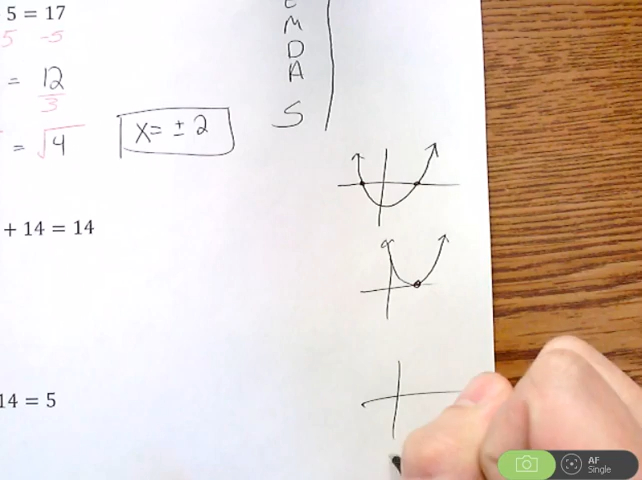 5 = 17
5 -5
= 12
3
= √4
X= ± 2
M
D
A
S
+ 14 = 14
14 = 5
AF
Single